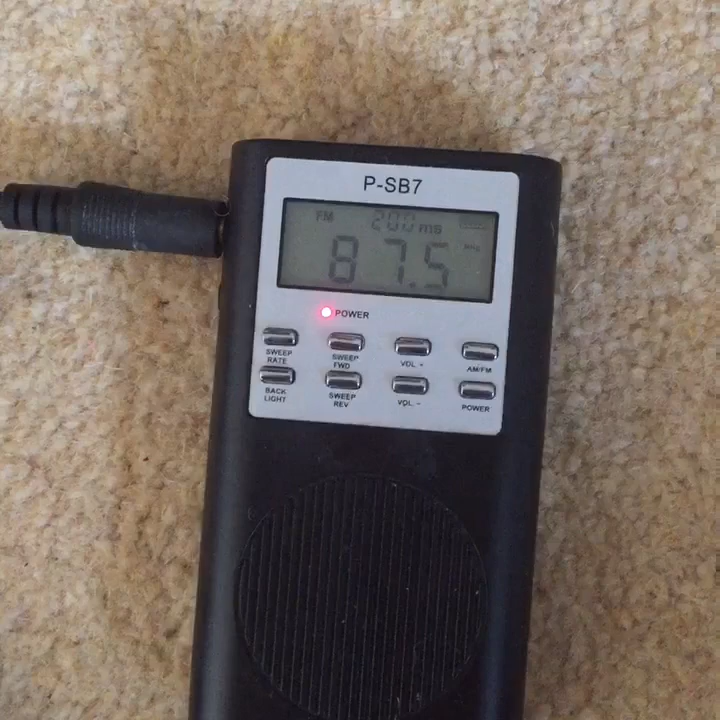 P-SB7
FM 200 ms
87.5 MHz
POWER
SWEEP RATE
SWEEP FWD
VOL +
AM/FM
BACK LIGHT
SWEEP REV
VOL -
POWER